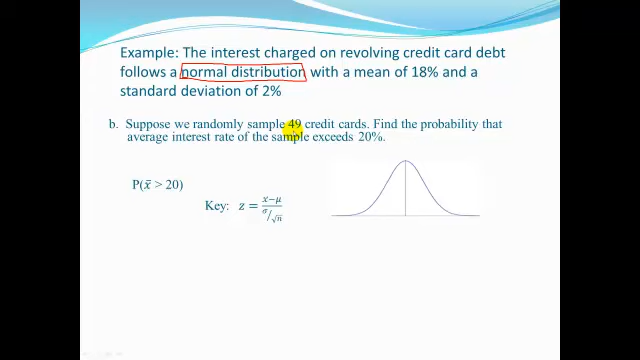 Example: The interest charged on revolving credit card debt
follows a normal distribution with a mean of 18% and a
standard deviation of 2%
b. Suppose we randomly sample 49 credit cards. Find the probability that
average interest rate of the sample exceeds 20%.
P(x̄ > 20)
Key: z = (x−μ)/(σ/√n)